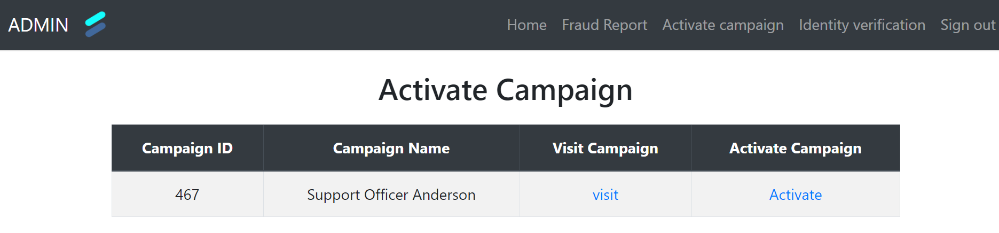 ADMIN Home Fraud Report Activate campaign Identity verification Sign out
Activate Campaign
Campaign ID Campaign Name Visit Campaign Activate Campaign
467 Support Officer Anderson visit Activate